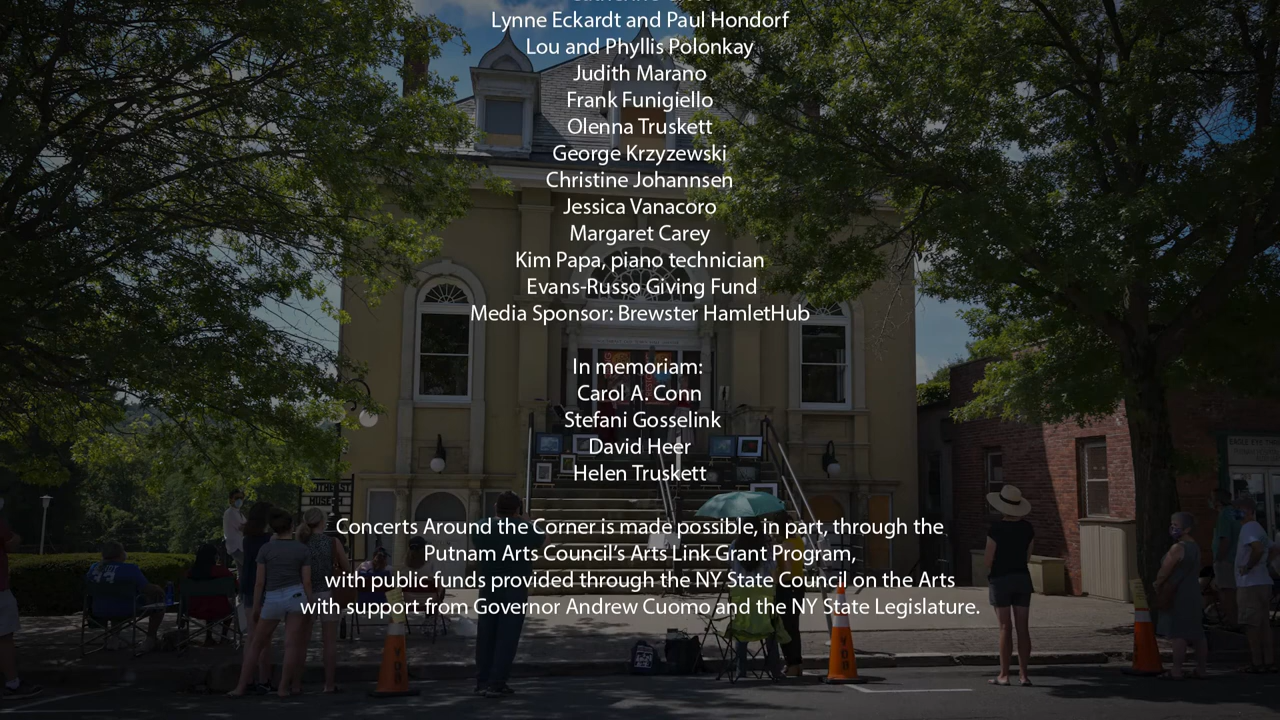 Lynne Eckardt and Paul Hondorf
Lou and Phyllis Polonkay
Judith Marano
Frank Funigiello
Olenna Truskett
George Krzyzewski
Christine Johannsen
Jessica Vanacoro
Margaret Carey
Kim Papa, piano technician
Evans-Russo Giving Fund
Media Sponsor: Brewster HamletHub
In memoriam:
Carol A. Conn
Stefani Gosselink
David Heer
Helen Truskett
MUSEUM
Concerts Around the Corner is made possible, in part, through the
Putnam Arts Council’s Arts Link Grant Program,
with public funds provided through the NY State Council on the Arts
with support from Governor Andrew Cuomo and the NY State Legislature.